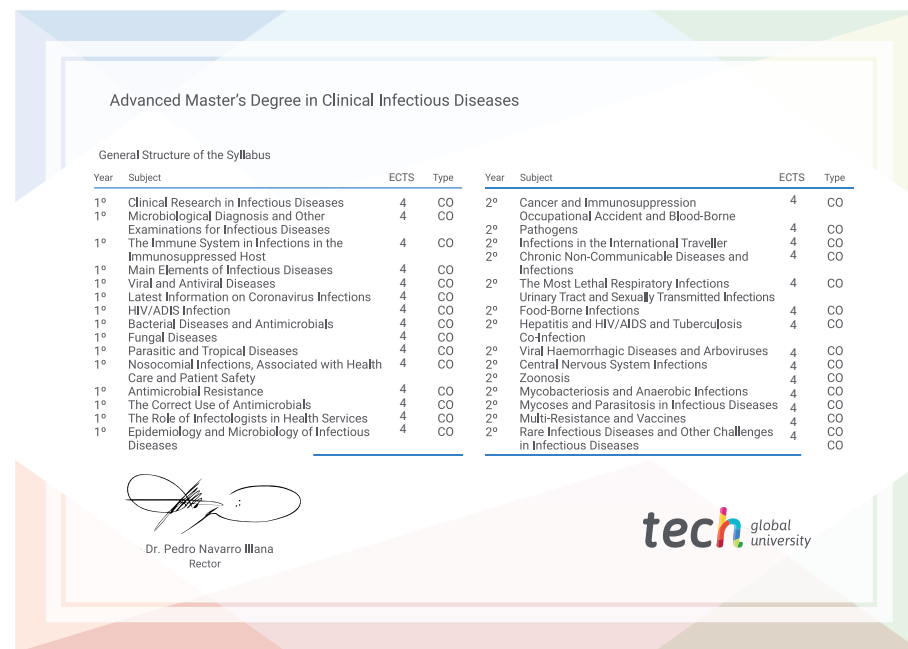 Advanced Master's Degree in Clinical Infectious Diseases
General Structure of the Syllabus
Year Subject ECTS Type
1º Clinical Research in Infectious Diseases 4 CO
1º Microbiological Diagnosis and Other 4 CO
Examinations for Infectious Diseases
1º The Immune System in Infections in the 4 CO
Immunosuppressed Host
1º Main Elements of Infectious Diseases 4 CO
1º Viral and Antiviral Diseases 4 CO
1º Latest Information on Coronavirus Infections 4 CO
1º HIV/ADIS Infection 4 CO
1º Bacterial Diseases and Antimicrobials 4 CO
1º Fungal Diseases 4 CO
1º Parasitic and Tropical Diseases 4 CO
1º Nosocomial Infections, Associated with Health 4 CO
Care and Patient Safety
1º Antimicrobial Resistance 4 CO
1º The Correct Use of Antimicrobials 4 CO
1º The Role of Infectologists in Health Services 4 CO
1º Epidemiology and Microbiology of Infectious 4 CO
Diseases
Year Subject ECTS Type
2º Cancer and Immunosuppression 4 CO
Occupational Accident and Blood-Borne
2º Pathogens 4 CO
2º Infections in the International Traveller 4 CO
2º Chronic Non-Communicable Diseases and 4 CO
Infections
2º The Most Lethal Respiratory Infections 4 CO
Urinary Tract and Sexually Transmitted Infections
2º Food-Borne Infections 4 CO
2º Hepatitis and HIV/AIDS and Tuberculosis 4 CO
Co-Infection
2º Viral Haemorrhagic Diseases and Arboviruses 4 CO
2º Central Nervous System Infections 4 CO
2º Zoonosis 4 CO
2º Mycobacteriosis and Anaerobic Infections 4 CO
2º Mycoses and Parasitosis in Infectious Diseases 4 CO
2º Multi-Resistance and Vaccines 4 CO
2º Rare Infectious Diseases and Other Challenges 4 CO
in Infectious Diseases CO
Dr. Pedro Navarro Illana
Rector
tech global
university